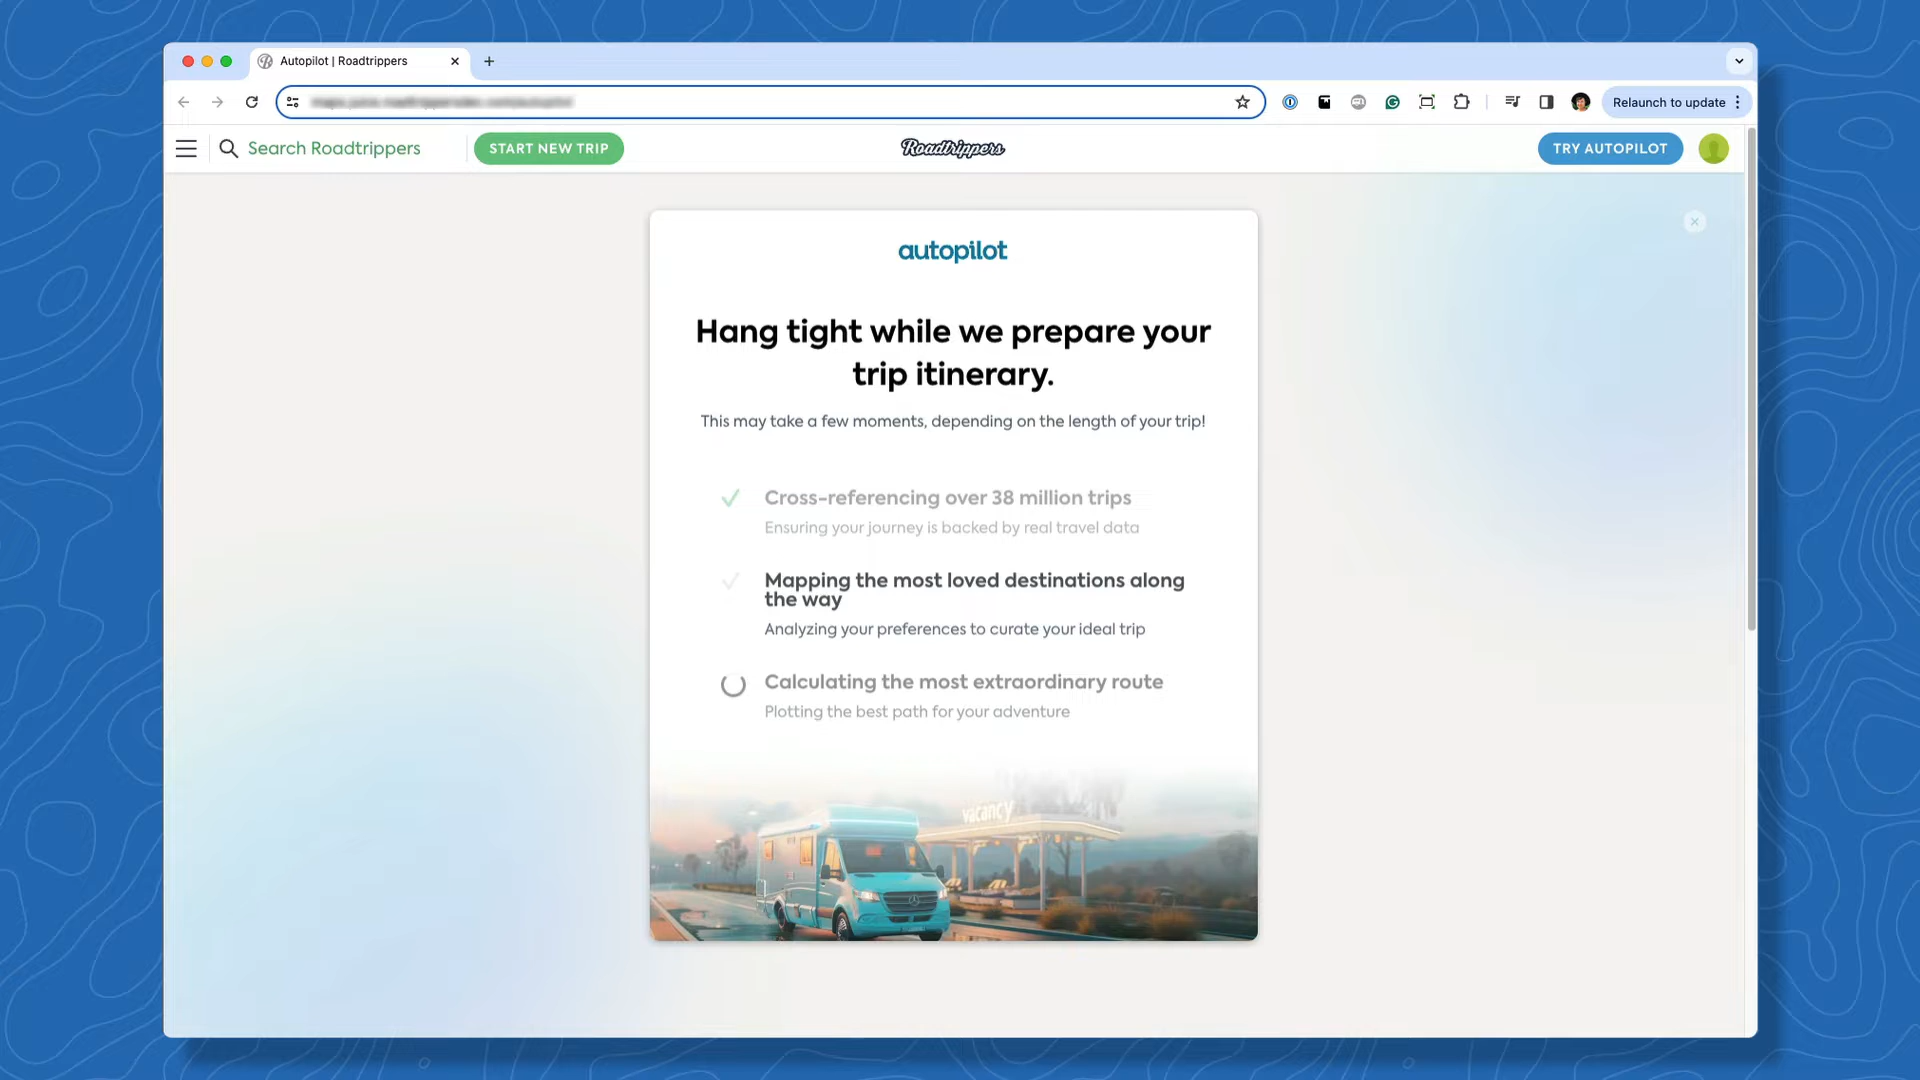 Autopilot | Roadtrippers
Relaunch to update
Search Roadtrippers
START NEW TRIP
Roadtrippers
TRY AUTOPILOT
autopilot
Hang tight while we prepare your
trip itinerary.
This may take a few moments, depending on the length of your trip!
Cross-referencing over 38 million trips
Ensuring your journey is backed by real travel data
Mapping the most loved destinations along
the way
Analyzing your preferences to curate your ideal trip
Calculating the most extraordinary route
Plotting the best path for your adventure
vacancy